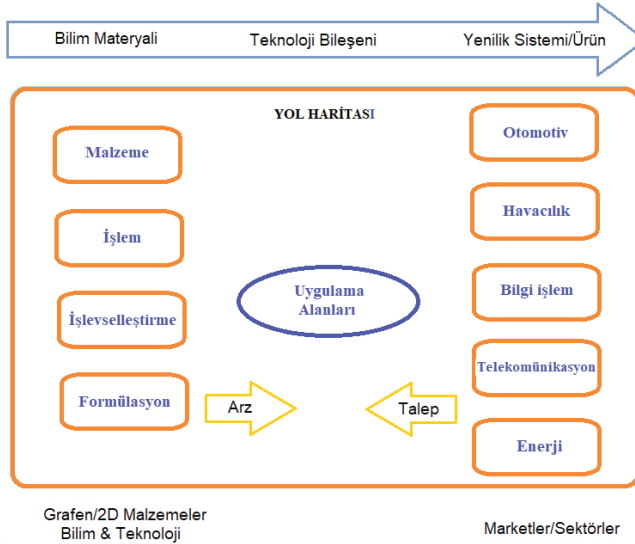 Bilim Materyali
Teknoloji Bileşeni
Yenilik Sistemi/Ürün
YOL HARİTASI
Malzeme
İşlem
İşlevselleştirme
Formülasyon
Uygulama
Alanları
Arz
Talep
Otomotiv
Havacılık
Bilgi işlem
Telekomünikasyon
Enerji
Grafen/2D Malzemeler
Bilim & Teknoloji
Marketler/Sektörler